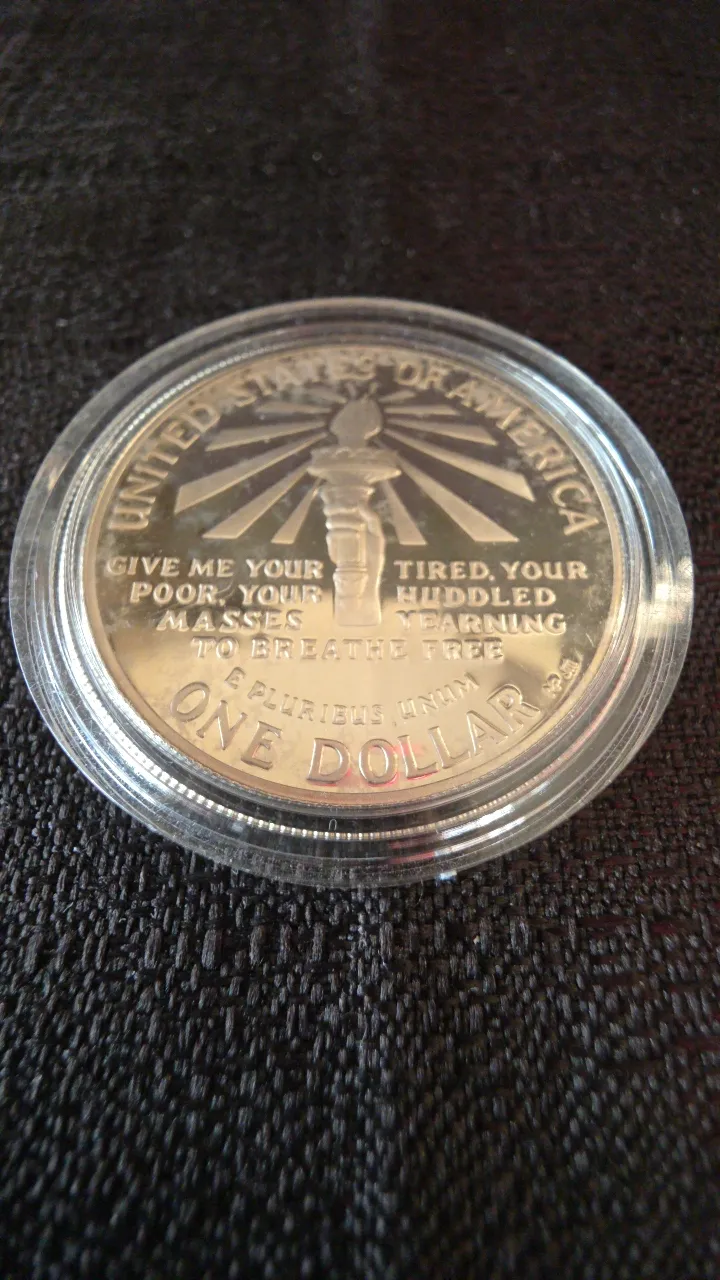 UNITED STATES OF AMERICA
GIVE ME YOUR TIRED, YOUR
POOR, YOUR HUDDLED
MASSES YEARNING
TO BREATHE FREE
E PLURIBUS UNUM
ONE DOLLAR